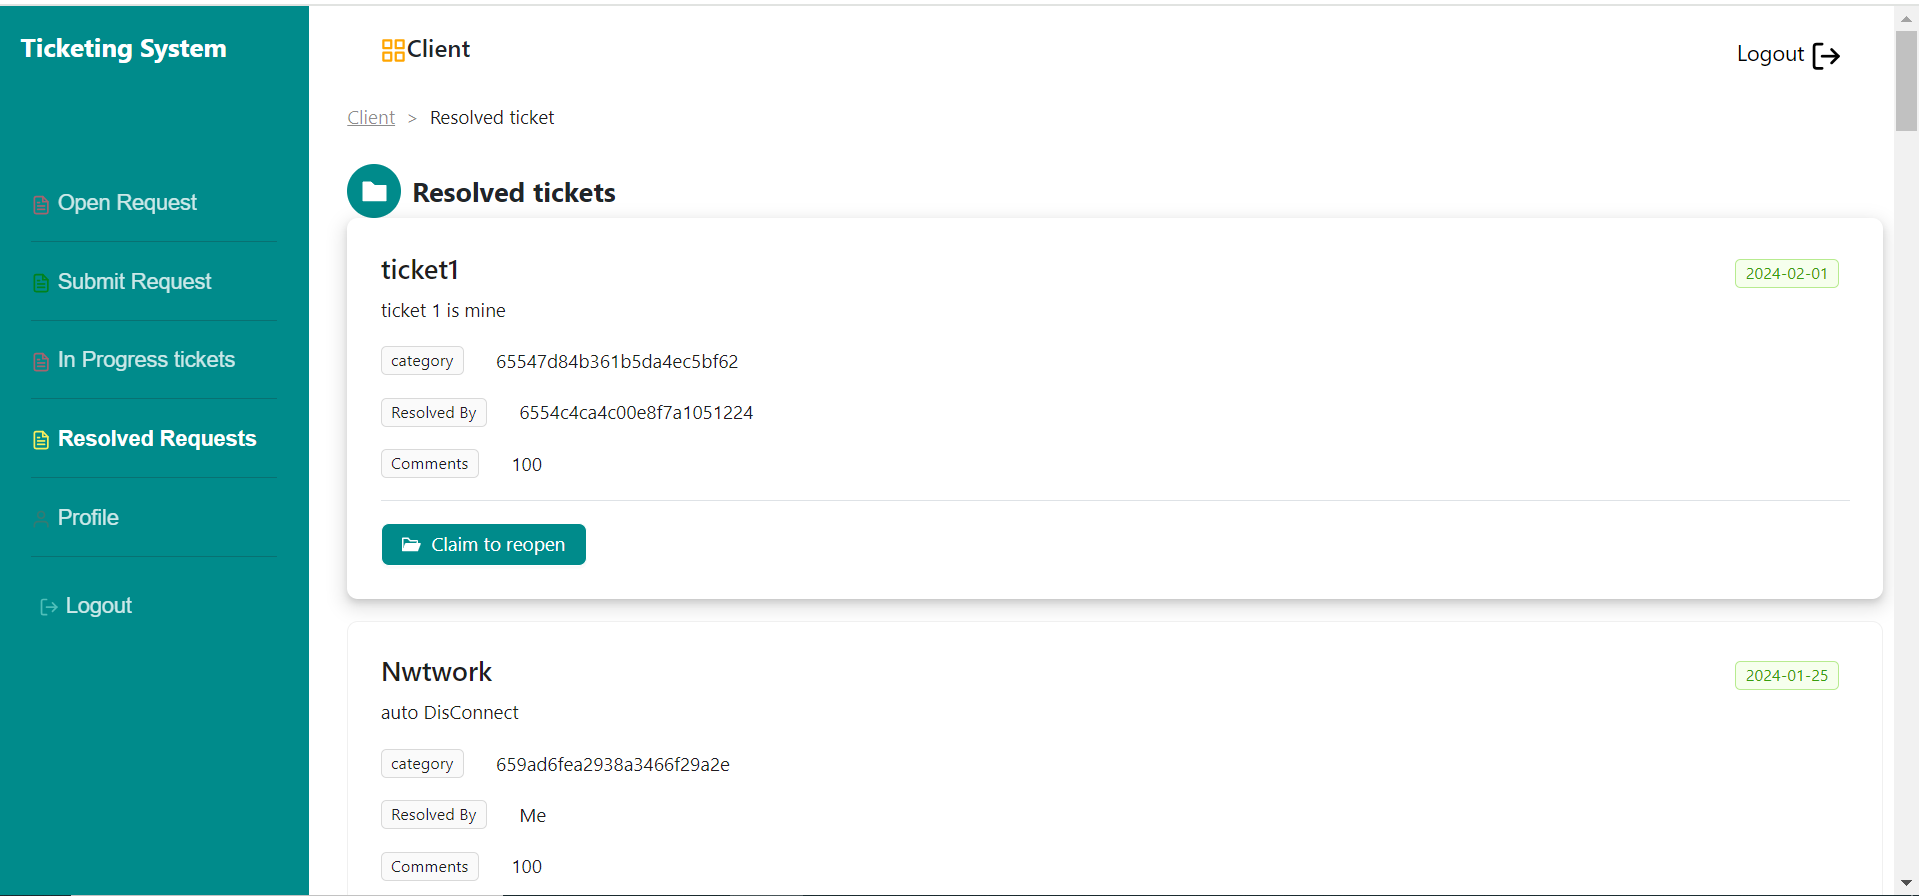 Ticketing System
Open Request
Submit Request
In Progress tickets
Resolved Requests
Profile
Logout
Client
Logout
Client > Resolved ticket
Resolved tickets
ticket1
2024-02-01
ticket 1 is mine
category 65547d84b361b5da4ec5bf62
Resolved By 6554c4ca4c00e8f7a1051224
Comments 100
Claim to reopen
Nwtwork
2024-01-25
auto DisConnect
category 659ad6fea2938a3466f29a2e
Resolved By Me
Comments 100